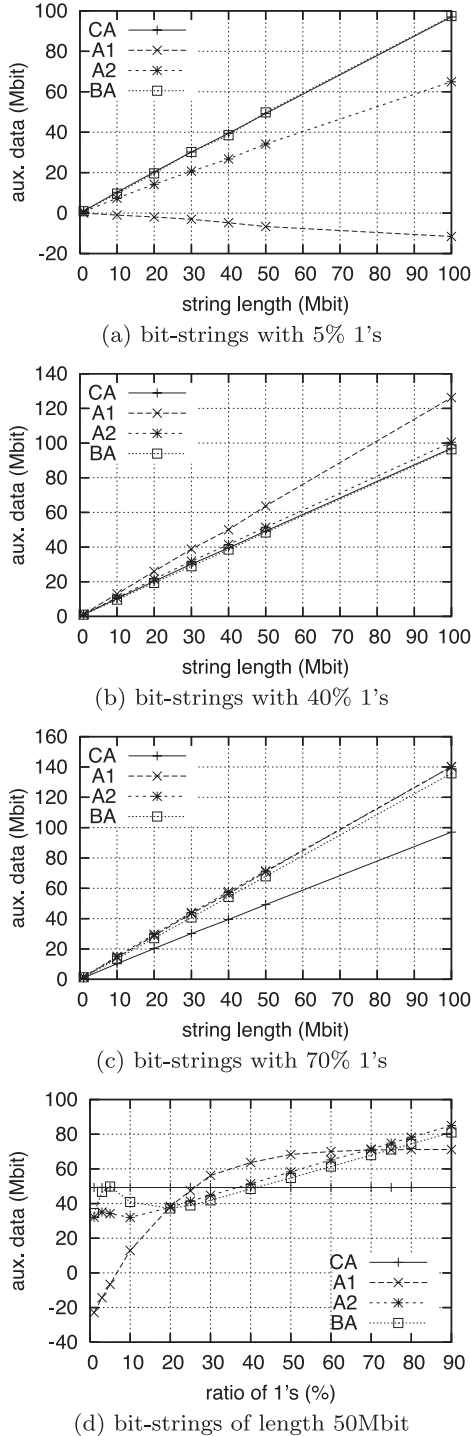 100
80
60
40
20
0
-20
aux. data (Mbit)
CA
A1
A2
BA
10 20 30 40 50 60 70 80 90 100
string length (Mbit)
(a) bit-strings with 5% 1's
140
120
100
80
60
40
20
0
aux. data (Mbit)
CA
A1
A2
BA
10 20 30 40 50 60 70 80 90 100
string length (Mbit)
(b) bit-strings with 40% 1's
160
140
120
100
80
60
40
20
0
aux. data (Mbit)
CA
A1
A2
BA
10 20 30 40 50 60 70 80 90 100
string length (Mbit)
(c) bit-strings with 70% 1's
100
80
60
40
20
0
-20
-40
aux. data (Mbit)
CA
A1
A2
BA
0 10 20 30 40 50 60 70 80 90
ratio of 1's (%)
(d) bit-strings of length 50Mbit